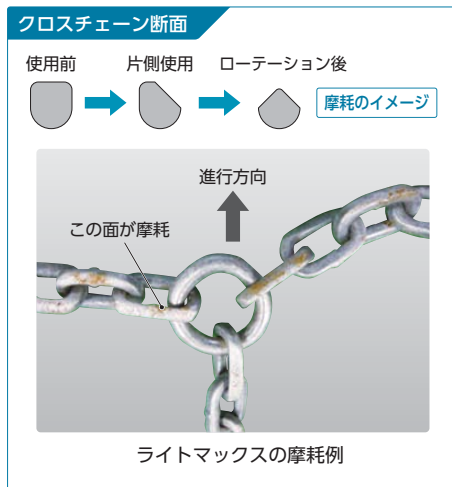 クロスチェーン断面
使用前
片側使用
ローテーション後
摩耗のイメージ
進行方向
この面が摩耗
ライトマックスの摩耗例